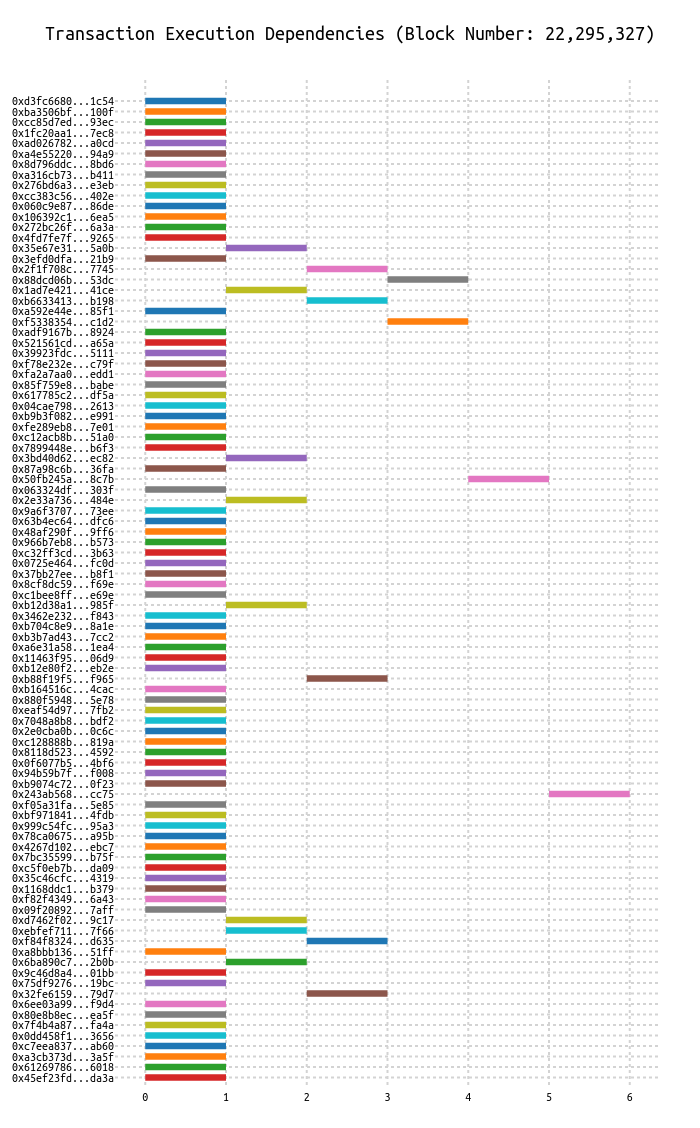 Transaction Execution Dependencies (Block Number: 22,295,327)
0xd3fc6680...1c54
0xba3506bf...100f
0xcc85d7ed...93ec
0x1fc20aa1...7ec8
0xad026782...a0cd
0xa4e55220...94a9
0x8d796ddc...8bd6
0xa316cb73...b411
0x276bd6a3...e3eb
0xcc383c56...402e
0x060c9e87...86de
0x106392c1...6ea5
0x272bc26f...6a3a
0x4fd7fe7f...9265
0x35e67e31...5a0b
0x3efd0dfa...21b9
0x2f1f708c...7745
0x88dcd06b...53dc
0x1ad7e421...41ce
0xb6633413...b198
0xa592e44e...85f1
0xf5338354...c1d2
0xadf9167b...8924
0x521561cd...a65a
0x39923fdc...5111
0xf78e232e...c79f
0xfa2a7aa0...edd1
0x85f759e8...babe
0x617785c2...df5a
0x04cae798...2613
0xb9b3f082...e991
0xfe289eb8...7e01
0xc12acb8b...51a0
0x7899448e...b6f3
0x3bd40d62...ec82
0x87a98c6b...36fa
0x50fb245a...8c7b
0x063324df...303f
0x2e33a736...484e
0x9a6f3707...73ee
0x63b4ec64...dfc6
0x48af290f...9ff6
0x966b7eb8...b573
0xc32ff3cd...3b63
0x0725e464...fc0d
0x37bb27ee...b8f1
0x8cf8dc59...f69e
0xc1bee8ff...e69e
0xb12d38a1...985f
0x3462e232...f843
0xb704c8e9...8a1e
0xb3b7ad43...7cc2
0xa6e31a58...1ea4
0x11463f95...06d9
0xb12e80f2...eb2e
0xb88f19f5...f965
0xb164516c...4cac
0x880f5948...5e78
0xeaf54d97...7fb2
0x7048a8b8...bdf2
0x2e0cba0b...0c6c
0xc128888b...819a
0x8118d523...4592
0x0f6077b5...4bf6
0x94b59b7f...f008
0xb9074c72...0f23
0x243ab568...cc75
0xf05a31fa...5e85
0xbf971841...4fdb
0x999c54fc...95a3
0x78ca0675...a95b
0x4267d102...ebc7
0x7bc35599...b75f
0xc5f0eb7b...da09
0x35c46cfc...4319
0x1168ddc1...b379
0xf82f4349...6a43
0x09f20892...7aff
0xd7462f02...9c17
0xebfef711...7f66
0xf84f8324...d635
0xa8bbb136...51ff
0x6ba890c7...2b0b
0x9c46d8a4...01bb
0x75df9276...19bc
0x32fe6159...79d7
0x6ee03a99...f9d4
0x80e8b8ec...ea5f
0x7f4b4a87...fa4a
0x0dd458f1...3656
0xc7eea837...ab60
0xa3cb373d...3a5f
0x61269786...6018
0x45ef23fd...da3a
0 1 2 3 4 5 6